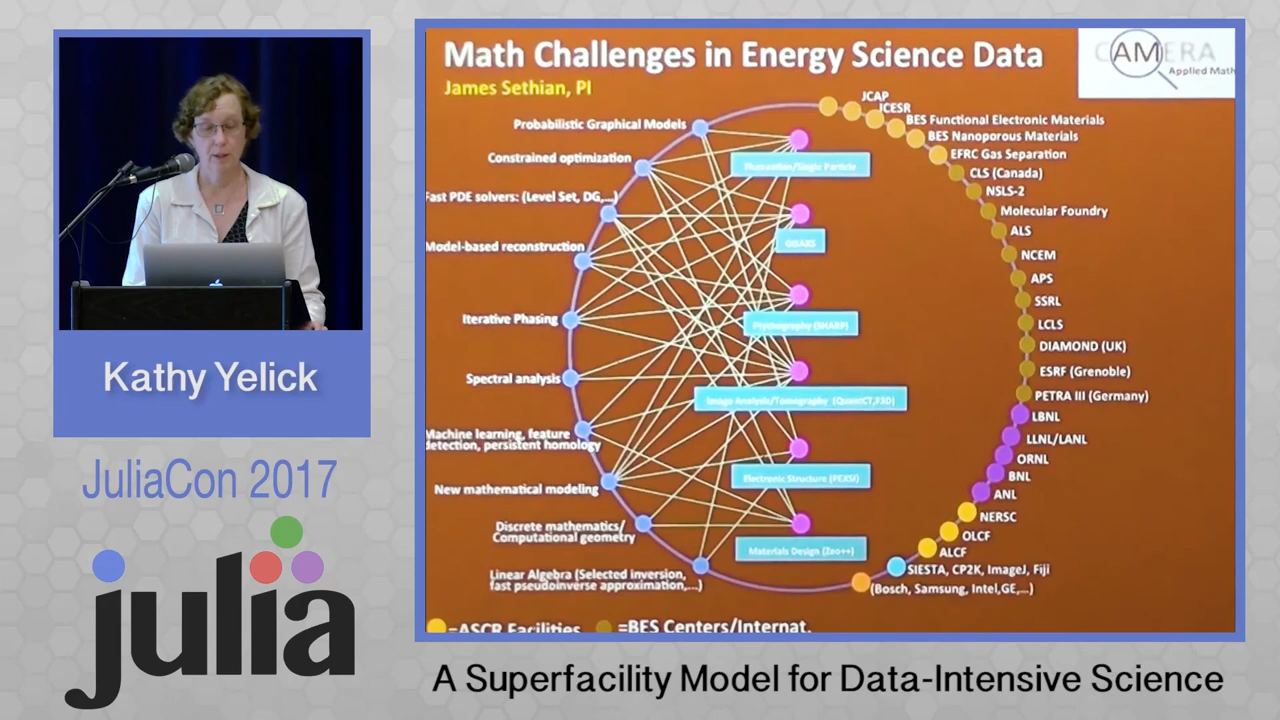 Kathy Yelick
JuliaCon 2017
julia
Math Challenges in Energy Science Data
James Sethian, PI
CAMERA
Applied Math
Probabilistic Graphical Models
Constrained optimization
Fast PDE solvers: (Level Set, DG,...)
Model-based reconstruction
Iterative Phasing
Spectral analysis
Machine learning, feature
detection, persistent homology
New mathematical modeling
Discrete mathematics/
Computational geometry
Linear Algebra (Selected inversion,
fast pseudoinverse approximation,...)
Fluctuation/Single Particle
GISAXS
Ptychography (SHARP)
Image Analysis/Tomography (QuantCT,F3D)
Electronic Structure (PEXSI)
Materials Design (Zeo++)
JCAP
ICESR
BES Functional Electronic Materials
BES Nanoporous Materials
EFRC Gas Separation
CLS (Canada)
NSLS-2
Molecular Foundry
ALS
NCEM
APS
SSRL
LCLS
DIAMOND (UK)
ESRF (Grenoble)
PETRA III (Germany)
LBNL
LLNL/LANL
ORNL
BNL
ANL
NERSC
OLCF
ALCF
SIESTA, CP2K, ImageJ, Fiji
(Bosch, Samsung, Intel,GE,...)
=ASCR Facilities
=BES Centers/Internat.
A Superfacility Model for Data-Intensive Science